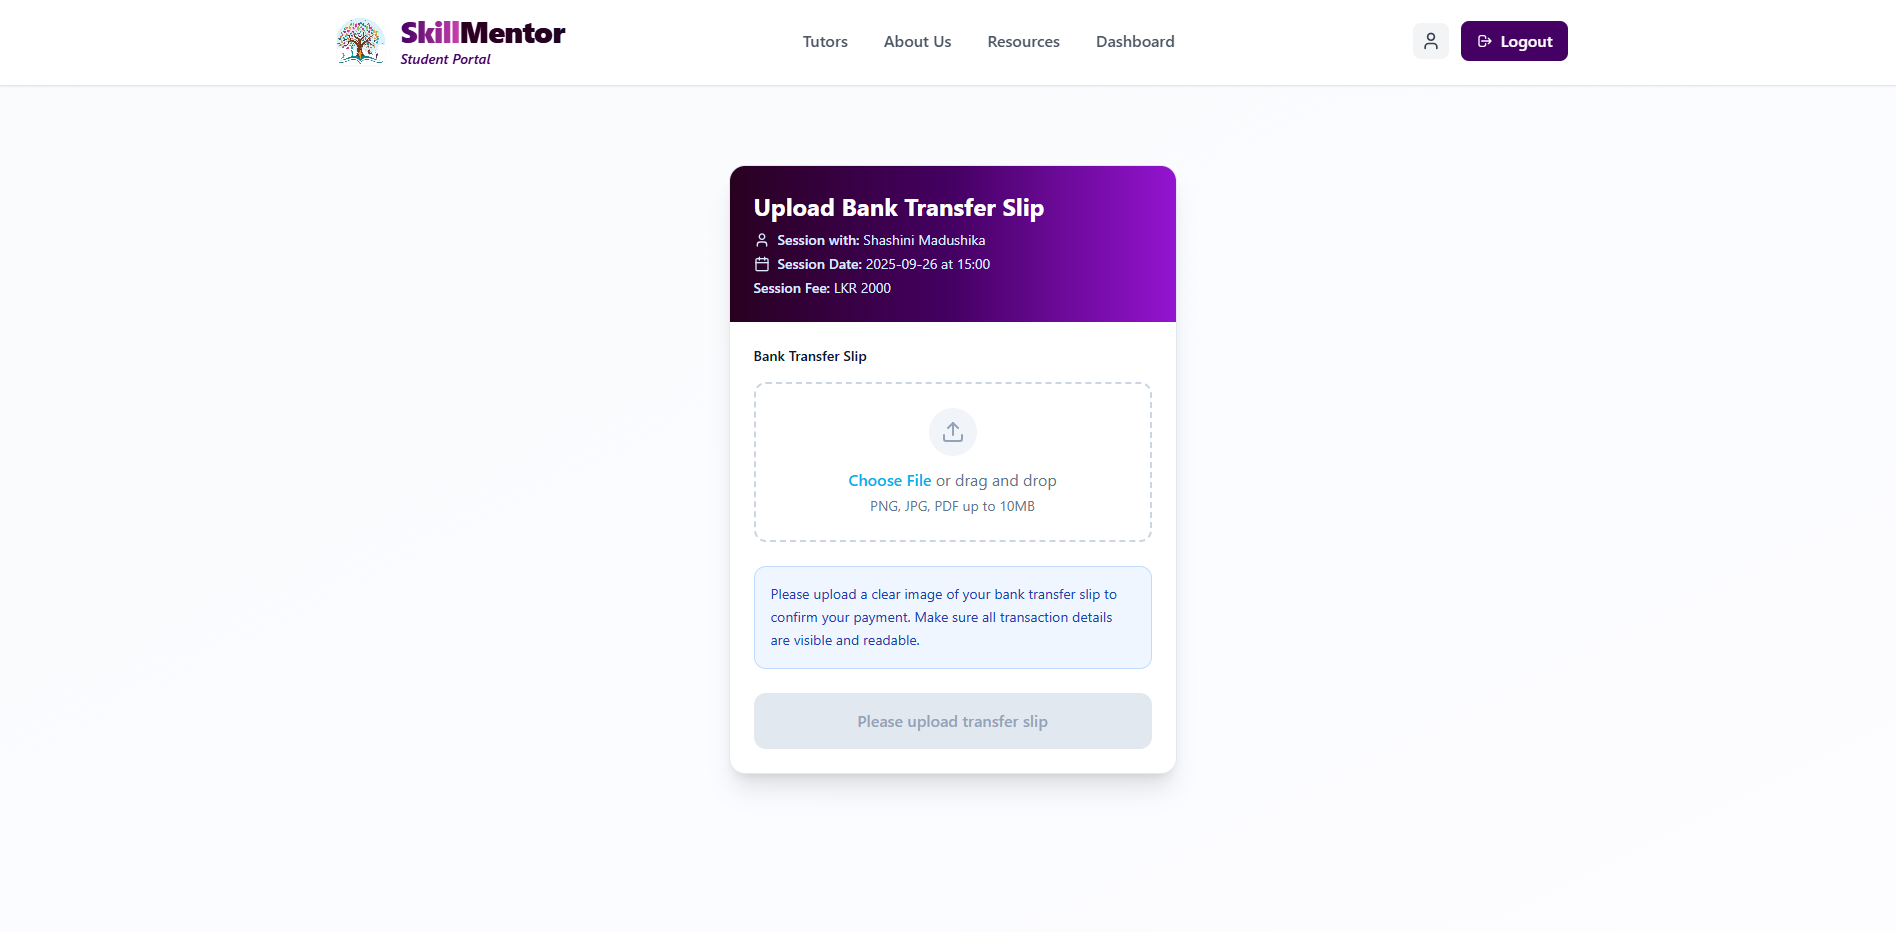 SkillMentor
Student Portal
Tutors
About Us
Resources
Dashboard
Logout
Upload Bank Transfer Slip
Session with: Shashini Madushika
Session Date: 2025-09-26 at 15:00
Session Fee: LKR 2000
Bank Transfer Slip
Choose File or drag and drop
PNG, JPG, PDF up to 10MB
Please upload a clear image of your bank transfer slip to
confirm your payment. Make sure all transaction details
are visible and readable.
Please upload transfer slip